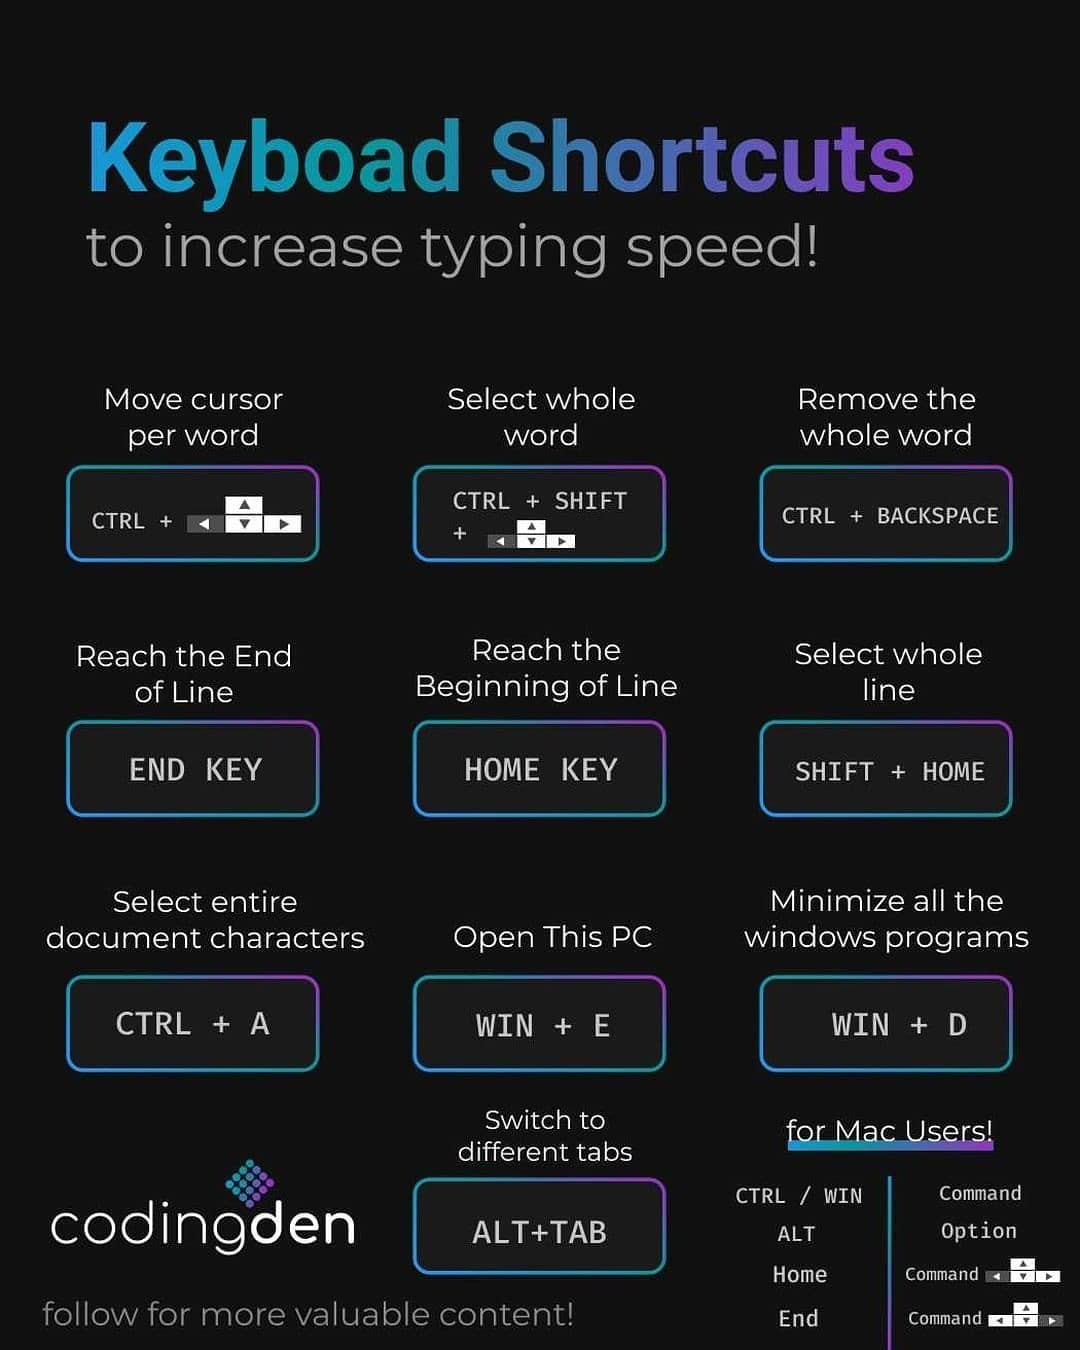 Keyboad Shortcuts
to increase typing speed!
Move cursor
per word
CTRL + ▲
◀ ▼ ▶
Select whole
word
CTRL + SHIFT
+ ▲
◀ ▼ ▶
Remove the
whole word
CTRL + BACKSPACE
Reach the End
of Line
END KEY
Reach the
Beginning of Line
HOME KEY
Select whole
line
SHIFT + HOME
Select entire
document characters
CTRL + A
Open This PC
WIN + E
Minimize all the
windows programs
WIN + D
codingden
follow for more valuable content!
Switch to
different tabs
ALT+TAB
for Mac Users!
CTRL / WIN Command
ALT Option
Home Command ◀ ▲ ▼ ▶
End Command ◀ ▲ ▼ ▶